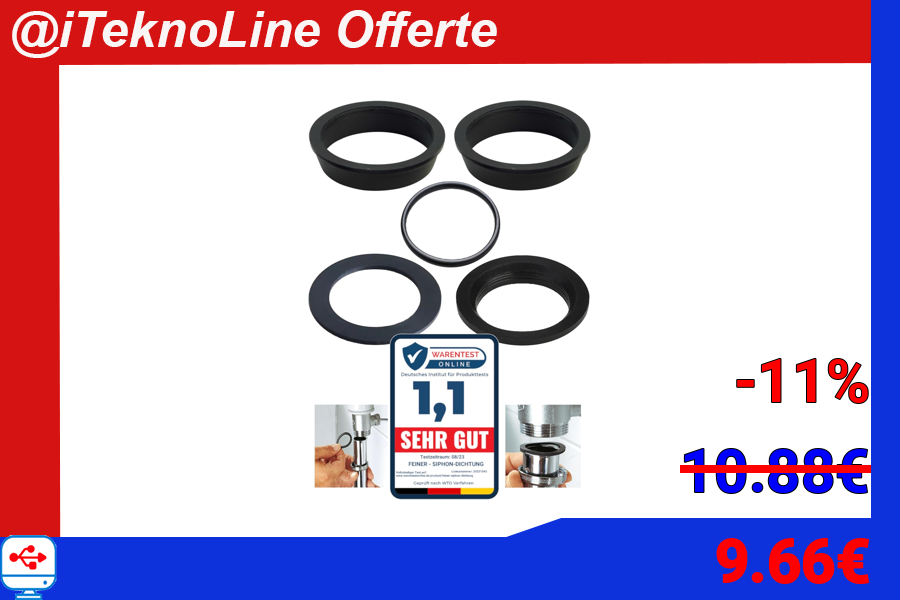 @iTeknoLine Offerte
WARENTEST
ONLINE
Deutsches Institut für Produkttests
1,1
SEHR GUT
Testzeitraum: 08/23
FEINER - SIPHON-DICHTUNG
Geprüft nach WTO Verfahren
-11%
10.88€
9.66€